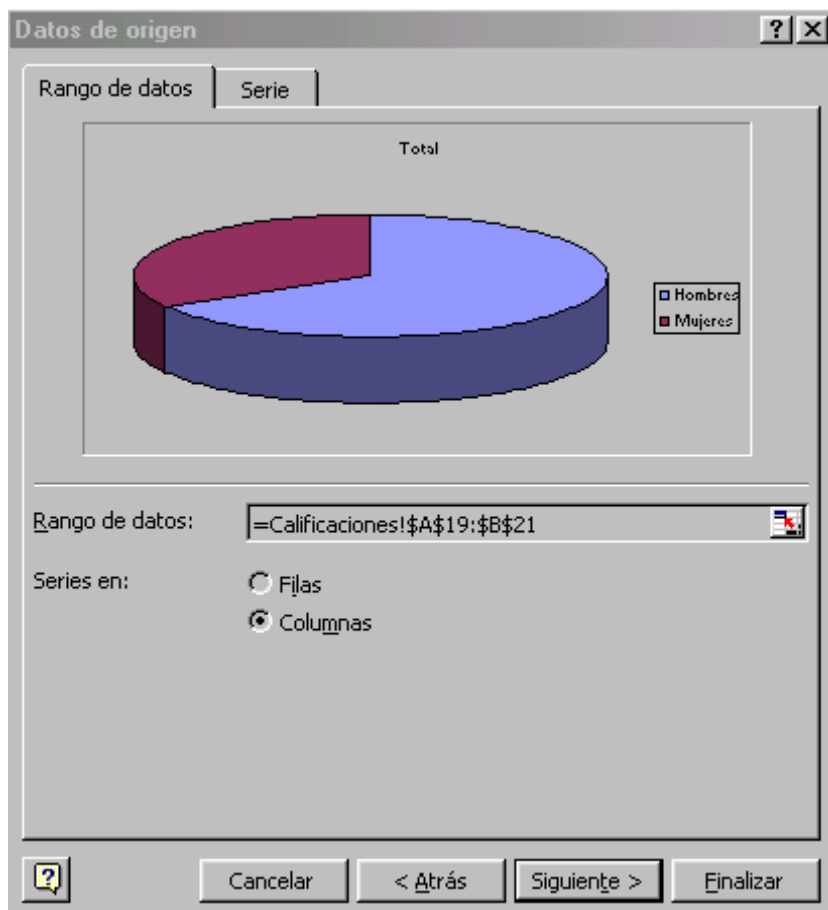 Datos de origen
Rango de datos Serie
Total
Hombres
Mujeres
Rango de datos: =Calificaciones!$A$19:$B$21
Series en: Filas
Columnas
Cancelar < Atrás Siguiente > Finalizar